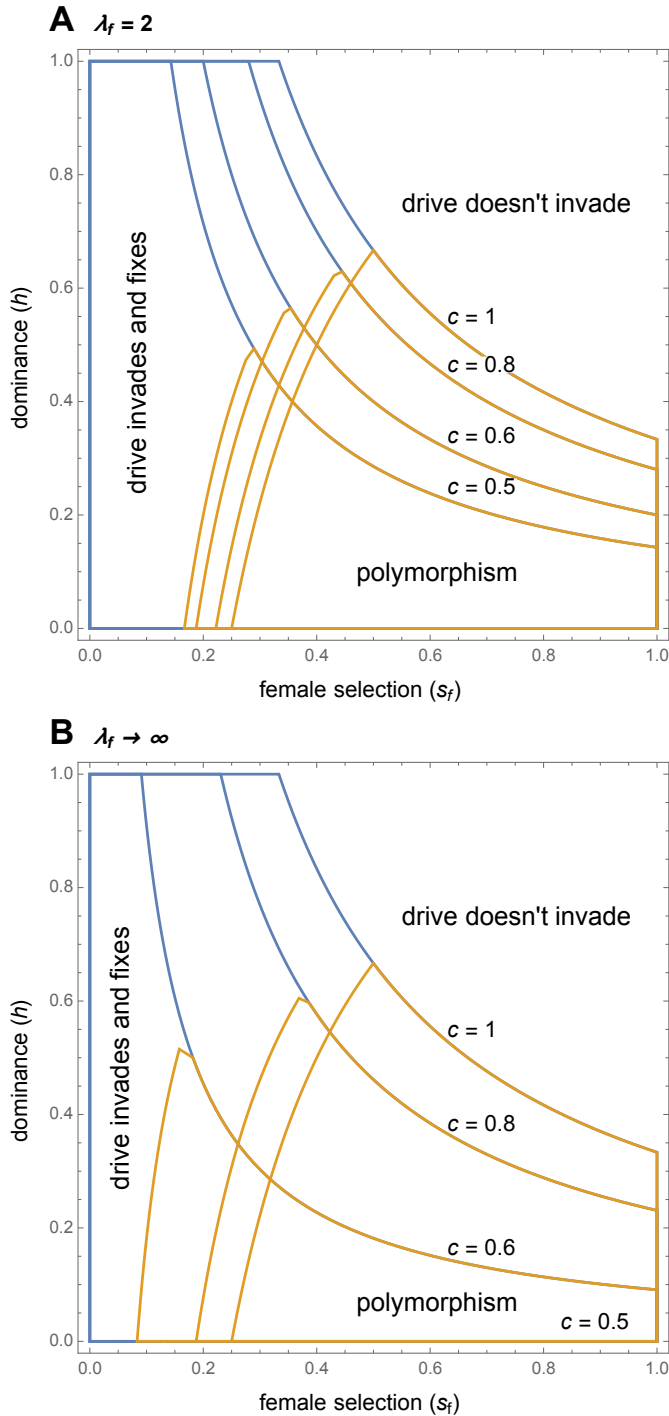 A λf = 2
1.0
0.8
0.6
0.4
0.2
0.0
dominance (h)
drive invades and fixes
drive doesn't invade
c = 1
c = 0.8
c = 0.6
c = 0.5
polymorphism
0.0 0.2 0.4 0.6 0.8 1.0
female selection (sf)
B λf → ∞
1.0
0.8
0.6
0.4
0.2
0.0
dominance (h)
drive invades and fixes
drive doesn't invade
c = 1
c = 0.8
c = 0.6
polymorphism
c = 0.5
0.0 0.2 0.4 0.6 0.8 1.0
female selection (sf)